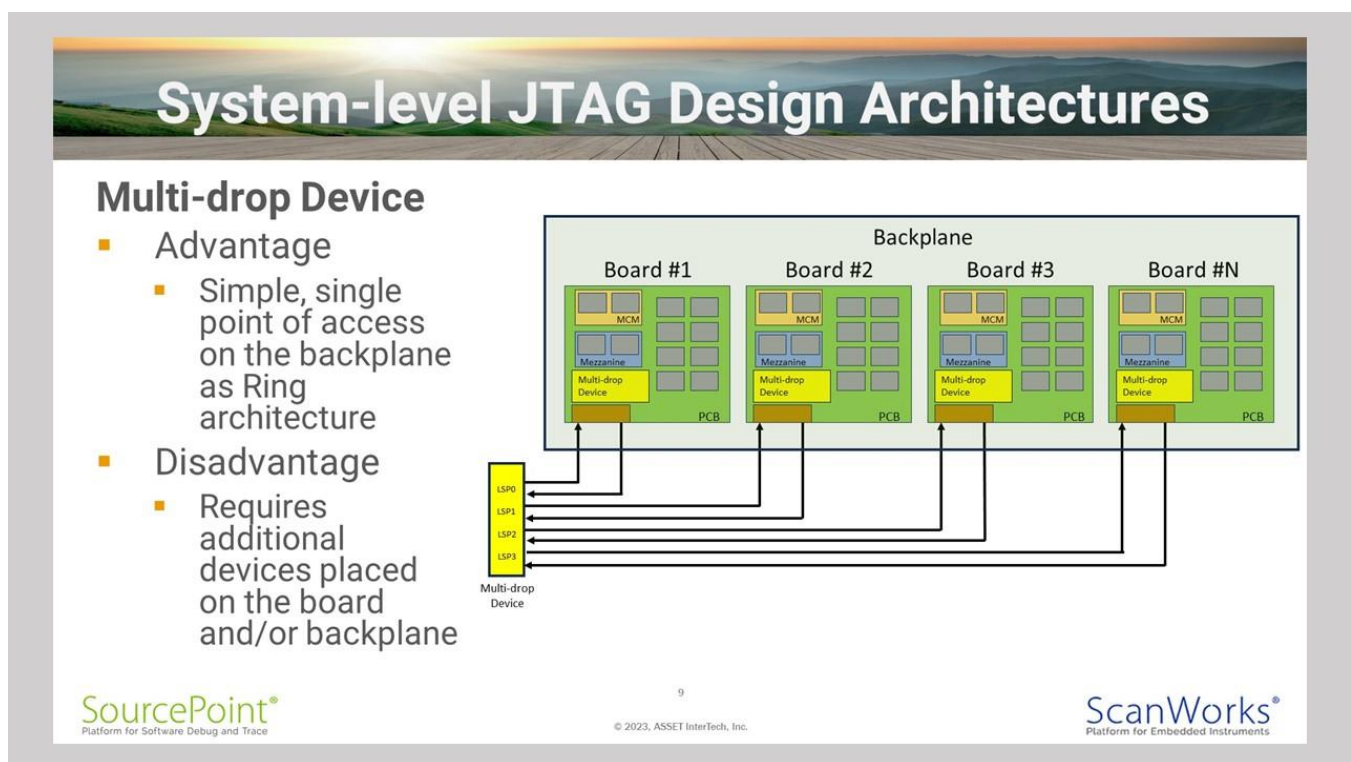 System-level JTAG Design Architectures
Multi-drop Device
Advantage
Simple, single
point of access
on the backplane
as Ring
architecture
Disadvantage
Requires
additional
devices placed
on the board
and/or backplane
Backplane
Board #1
Board #2
Board #3
Board #N
MCM
MCM
MCM
MCM
Mezzanine
Mezzanine
Mezzanine
Mezzanine
Multi-drop
Device
Multi-drop
Device
Multi-drop
Device
Multi-drop
Device
PCB
PCB
PCB
PCB
LSP0
LSP1
LSP2
LSP3
Multi-drop
Device
SourcePoint®
Platform for Software Debug and Trace
9
© 2023, ASSET InterTech, Inc.
ScanWorks®
Platform for Embedded Instruments